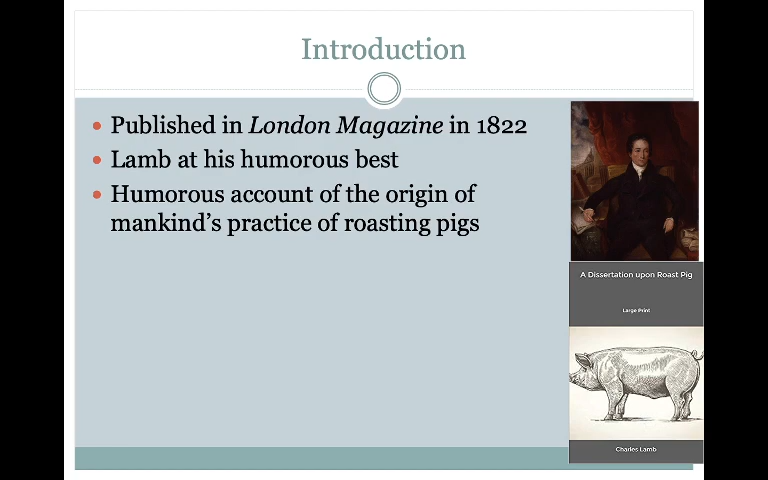 Introduction
• Published in London Magazine in 1822
• Lamb at his humorous best
• Humorous account of the origin of
mankind’s practice of roasting pigs
A Dissertation upon Roast Pig
Large Print
Charles Lamb